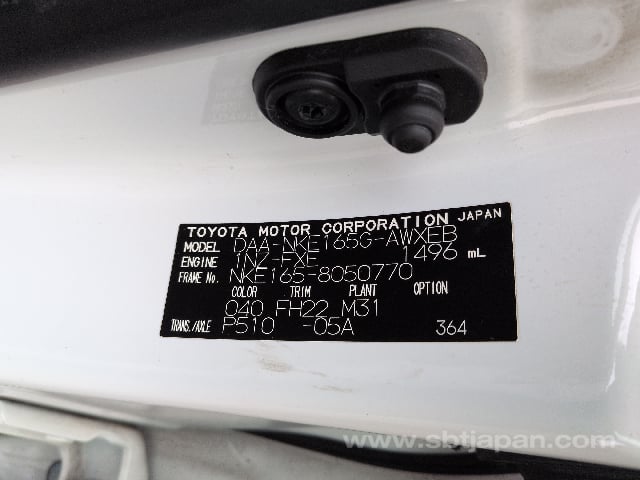 TOYOTA MOTOR CORPORATION JAPAN
MODEL DAA-NKE165G-AWXEB
ENGINE 1NZ-FXE 1496 mL
FRAME No. NKE165-8050770
COLOR TRIM PLANT OPTION
040 FH22 M31
TRANS./AXLE P510 -05A 364
www.sbtjapan.com